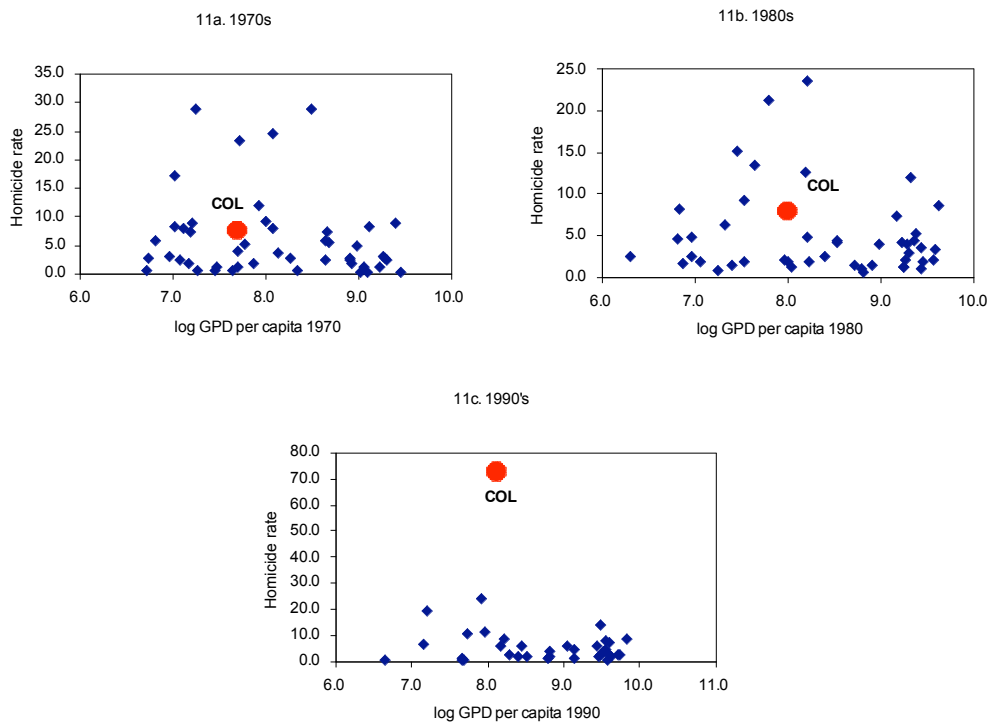 11a. 1970s
35.0
30.0
25.0
20.0
15.0
10.0
5.0
0.0
Homicide rate
COL
6.0 7.0 8.0 9.0 10.0
log GPD per capita 1970
11b. 1980s
25.0
20.0
15.0
10.0
5.0
0.0
Homicide rate
COL
6.0 7.0 8.0 9.0 10.0
log GPD per capita 1980
11c. 1990's
80.0
70.0
60.0
50.0
40.0
30.0
20.0
10.0
0.0
Homicide rate
COL
6.0 7.0 8.0 9.0 10.0 11.0
log GPD per capita 1990